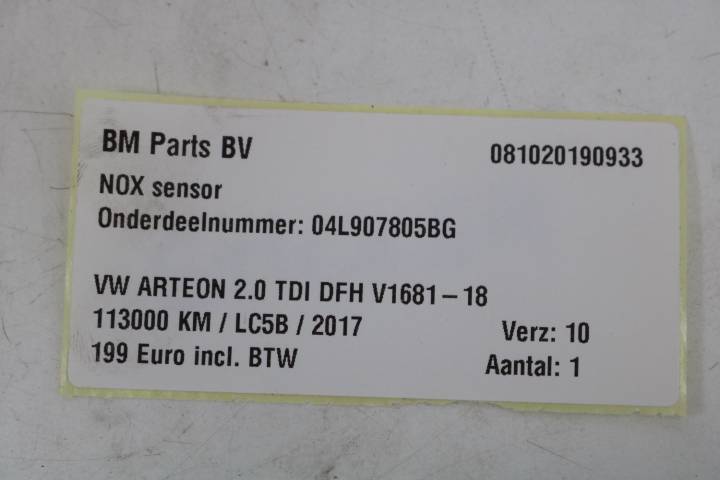 BM Parts BV 081020190933
NOX sensor
Onderdeelnummer: 04L907805BG
VW ARTEON 2.0 TDI DFH V1681-18
113000 KM / LC5B / 2017 Verz: 10
199 Euro incl. BTW Aantal: 1